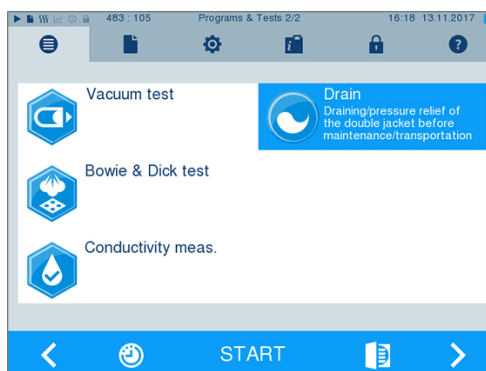 483 : 105 Programs & Tests 2/2 16:18 13.11.2017
i
?
Vacuum test
Drain
Draining/pressure relief of
the double jacket before
maintenance/transportation
Bowie & Dick test
Conductivity meas.
START